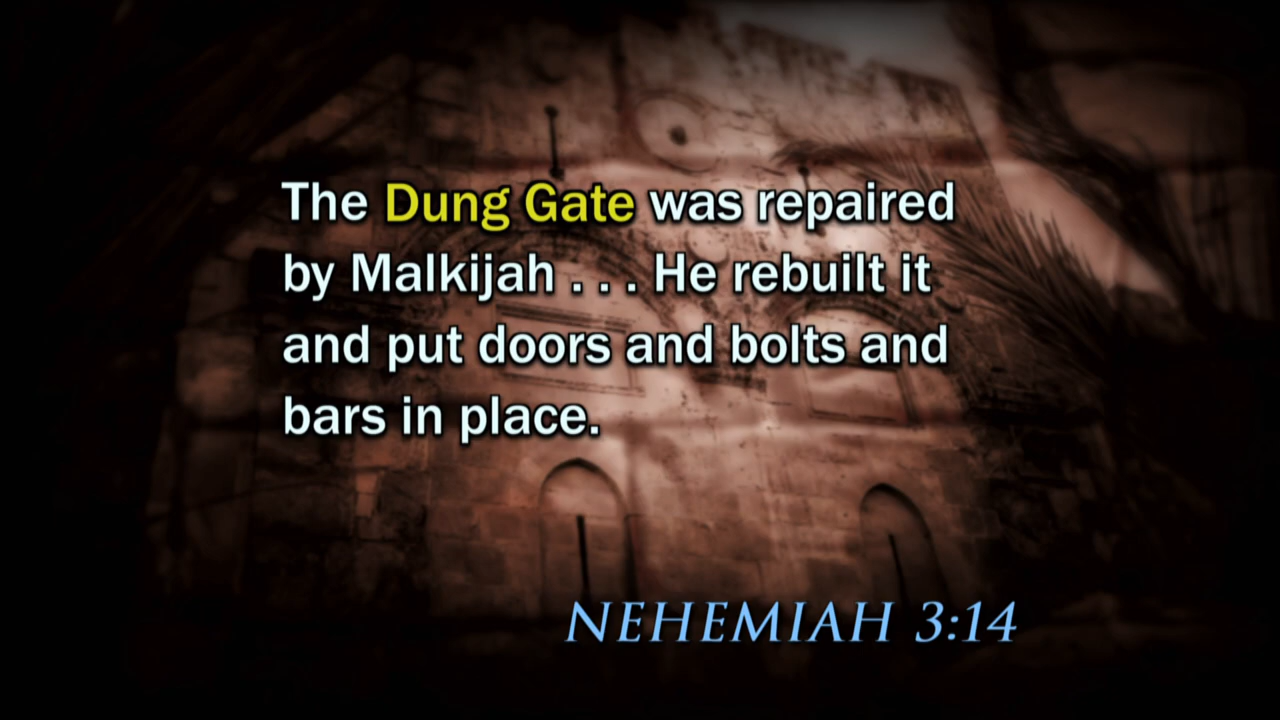 The Dung Gate was repaired
by Malkijah . . . He rebuilt it
and put doors and bolts and
bars in place.
NEHEMIAH 3:14